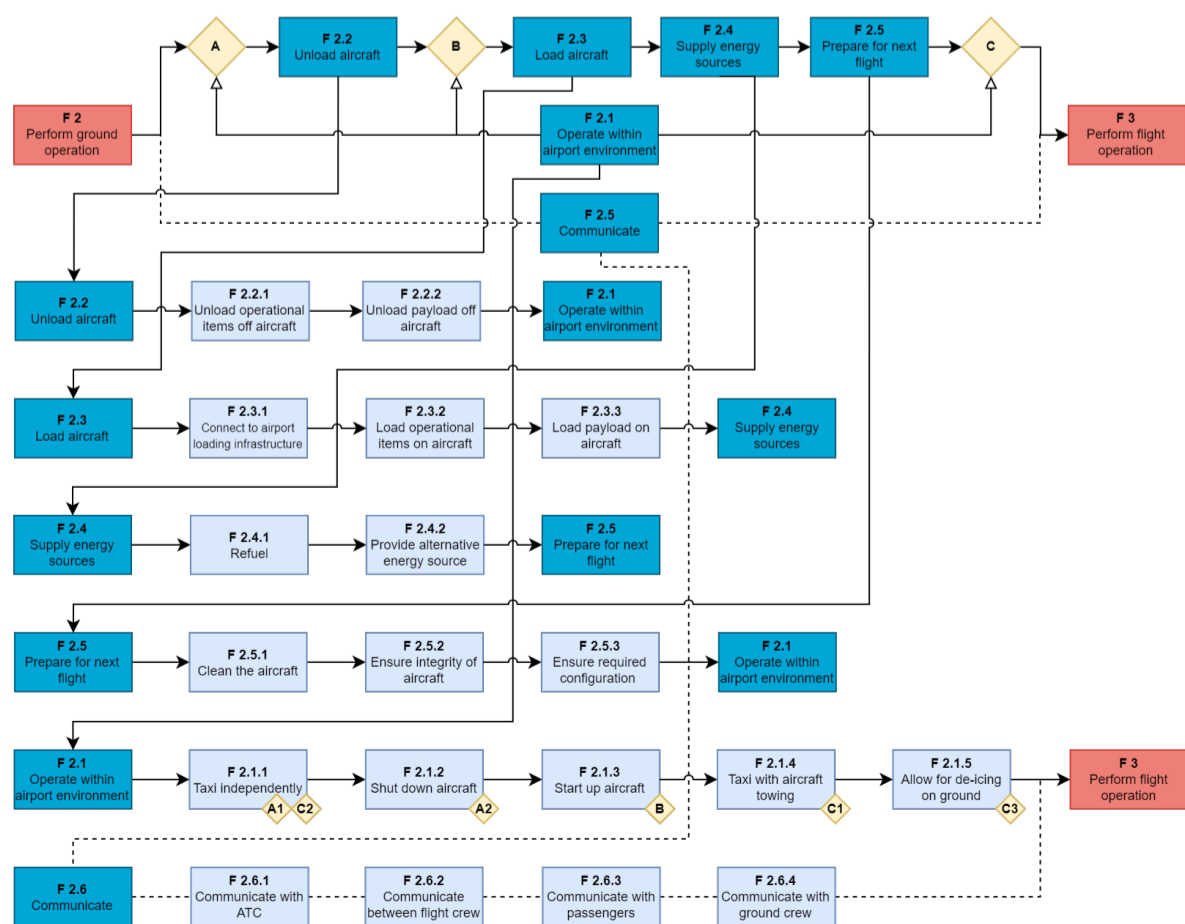 A
F 2.2
Unload aircraft
B
F 2.3
Load aircraft
F 2.4
Supply energy
sources
F 2.5
Prepare for next
flight
C
F 2
Perform ground
operation
F 2.1
Operate within
airport environment
F 3
Perform flight
operation
F 2.5
Communicate
F 2.2
Unload aircraft
F 2.2.1
Unload operational
items off aircraft
F 2.2.2
Unload payload off
aircraft
F 2.1
Operate within
airport environment
F 2.3
Load aircraft
F 2.3.1
Connect to airport
loading infrastructure
F 2.3.2
Load operational
items on aircraft
F 2.3.3
Load payload on
aircraft
F 2.4
Supply energy
sources
F 2.4
Supply energy
sources
F 2.4.1
Refuel
F 2.4.2
Provide alternative
energy source
F 2.5
Prepare for next
flight
F 2.5
Prepare for next
flight
F 2.5.1
Clean the aircraft
F 2.5.2
Ensure integrity of
aircraft
F 2.5.3
Ensure required
configuration
F 2.1
Operate within
airport environment
F 2.1
Operate within
airport environment
F 2.1.1
Taxi independently
A1
C2
F 2.1.2
Shut down aircraft
A2
F 2.1.3
Start up aircraft
B
F 2.1.4
Taxi with aircraft
towing
C1
F 2.1.5
Allow for de-icing
on ground
C3
F 3
Perform flight
operation
F 2.6
Communicate
F 2.6.1
Communicate with
ATC
F 2.6.2
Communicate
between flight crew
F 2.6.3
Communicate with
passengers
F 2.6.4
Communicate with
ground crew